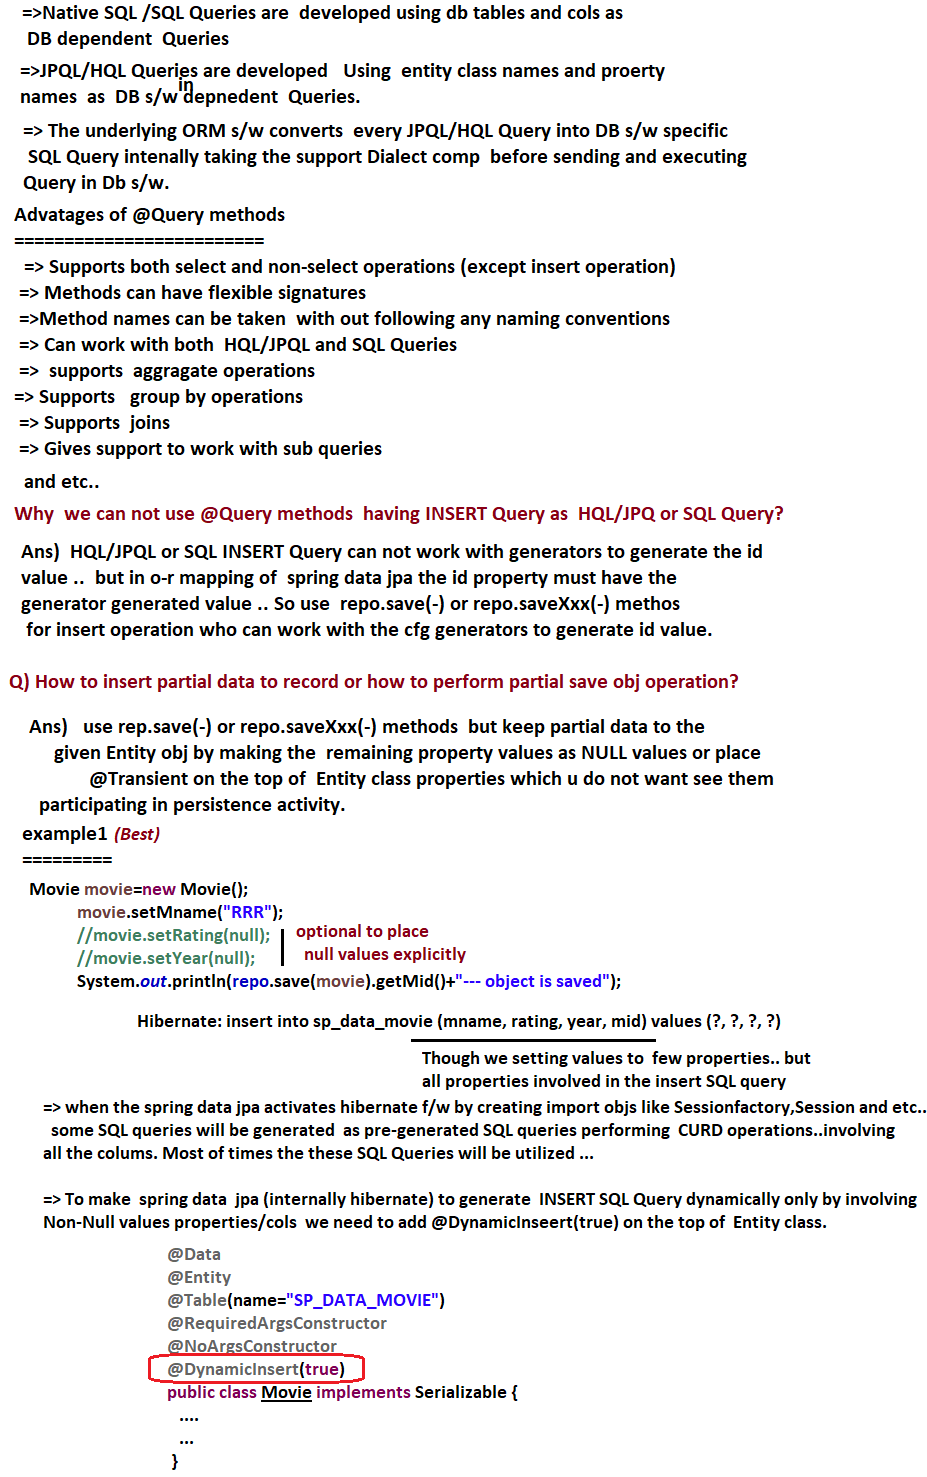 =>Native SQL /SQL Queries are developed using db tables and cols as
DB dependent Queries
=>JPQL/HQL Queries are developed Using entity class names and proerty
in
names as DB s/w depnedent Queries.
=> The underlying ORM s/w converts every JPQL/HQL Query into DB s/w specific
SQL Query intenally taking the support Dialect comp before sending and executing
Query in Db s/w.
Advatages of @Query methods
=========================
=> Supports both select and non-select operations (except insert operation)
=> Methods can have flexible signatures
=>Method names can be taken with out following any naming conventions
=> Can work with both HQL/JPQL and SQL Queries
=> supports aggragate operations
=> Supports group by operations
=> Supports joins
=> Gives support to work with sub queries
and etc..
Why we can not use @Query methods having INSERT Query as HQL/JPQ or SQL Query?
Ans) HQL/JPQL or SQL INSERT Query can not work with generators to generate the id
value .. but in o-r mapping of spring data jpa the id property must have the
generator generated value .. So use repo.save(-) or repo.saveXxx(-) methos
for insert operation who can work with the cfg generators to generate id value.
Q) How to insert partial data to record or how to perform partial save obj operation?
Ans) use rep.save(-) or repo.saveXxx(-) methods but keep partial data to the
given Entity obj by making the remaining property values as NULL values or place
@Transient on the top of Entity class properties which u do not want see them
participating in persistence activity.
example1 (Best)
=========
Movie movie=new Movie();
movie.setMname("RRR");
//movie.setRating(null); optional to place
//movie.setYear(null); null values explicitly
System.out.println(repo.save(movie).getMid()+"--- object is saved");
Hibernate: insert into sp_data_movie (mname, rating, year, mid) values (?, ?, ?, ?)
Though we setting values to few properties.. but
all properties involved in the insert SQL query
=> when the spring data jpa activates hibernate f/w by creating import objs like Sessionfactory,Session and etc..
some SQL queries will be generated as pre-generated SQL queries performing CURD operations..involving
all the colums. Most of times the these SQL Queries will be utilized ...
=> To make spring data jpa (internally hibernate) to generate INSERT SQL Query dynamically only by involving
Non-Null values properties/cols we need to add @DynamicInseert(true) on the top of Entity class.
@Data
@Entity
@Table(name="SP_DATA_MOVIE")
@RequiredArgsConstructor
@NoArgsConstructor
@DynamicInsert(true)
public class Movie implements Serializable {
....
...
}